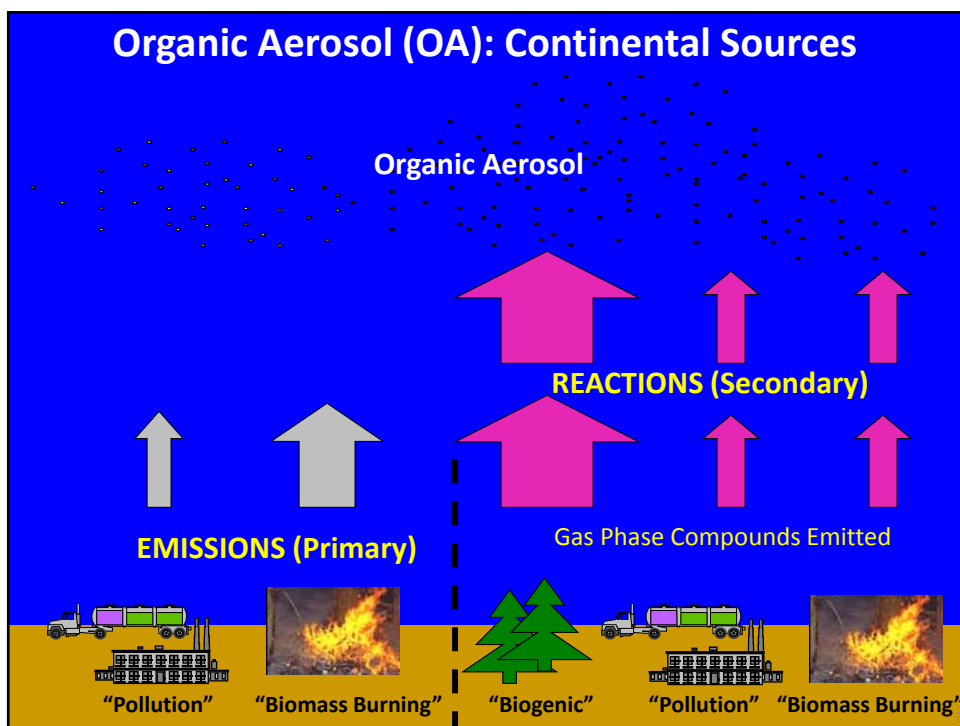 Organic Aerosol (OA): Continental Sources
Organic Aerosol
REACTIONS (Secondary)
EMISSIONS (Primary)
Gas Phase Compounds Emitted
“Pollution”
“Biomass Burning”
“Biogenic”
“Pollution”
“Biomass Burning”